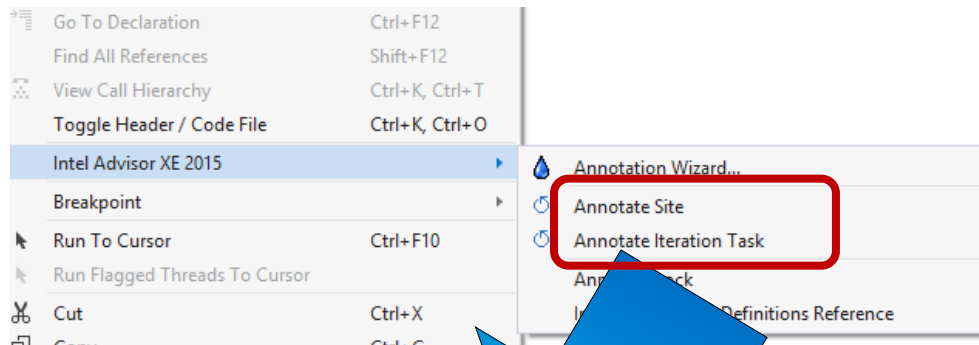 Go To Declaration Ctrl+F12
Find All References Shift+F12
View Call Hierarchy Ctrl+K, Ctrl+T
Toggle Header / Code File Ctrl+K, Ctrl+O
Intel Advisor XE 2015
Breakpoint
Run To Cursor Ctrl+F10
Run Flagged Threads To Cursor
Cut Ctrl+X
Annotation Wizard...
Annotate Site
Annotate Iteration Task
Definitions Reference